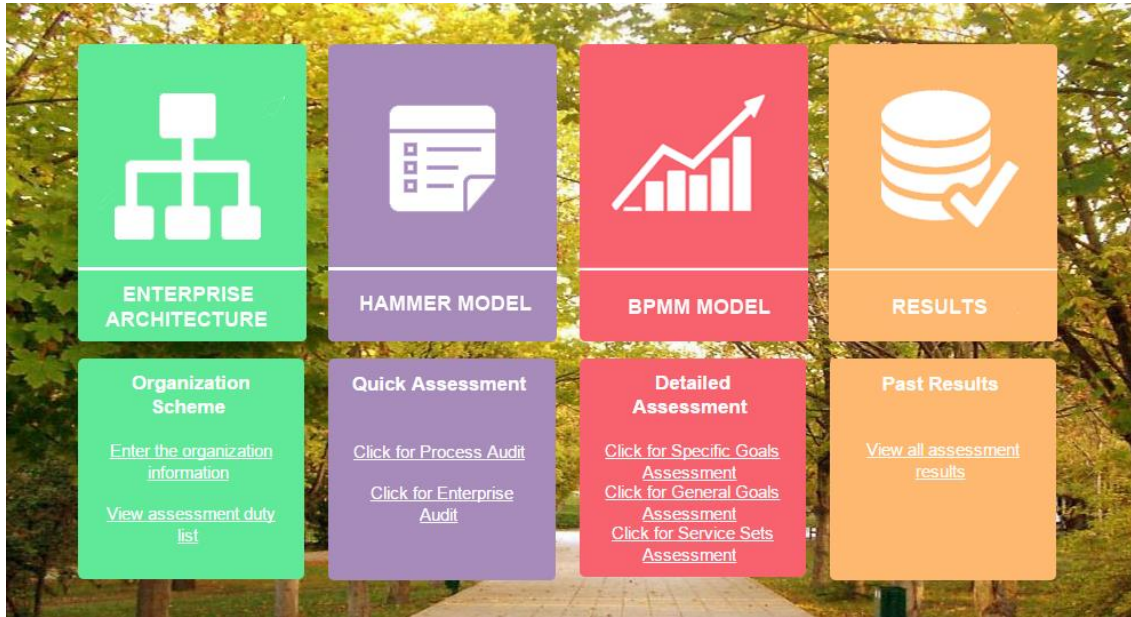 ENTERPRISE
ARCHITECTURE
HAMMER MODEL
BPMM MODEL
RESULTS
Organization
Scheme
Enter the organization
information
View assessment duty
list
Quick Assessment
Click for Process Audit
Click for Enterprise
Audit
Detailed
Assessment
Click for Specific Goals
Assessment
Click for General Goals
Assessment
Click for Service Sets
Assessment
Past Results
View all assessment
results